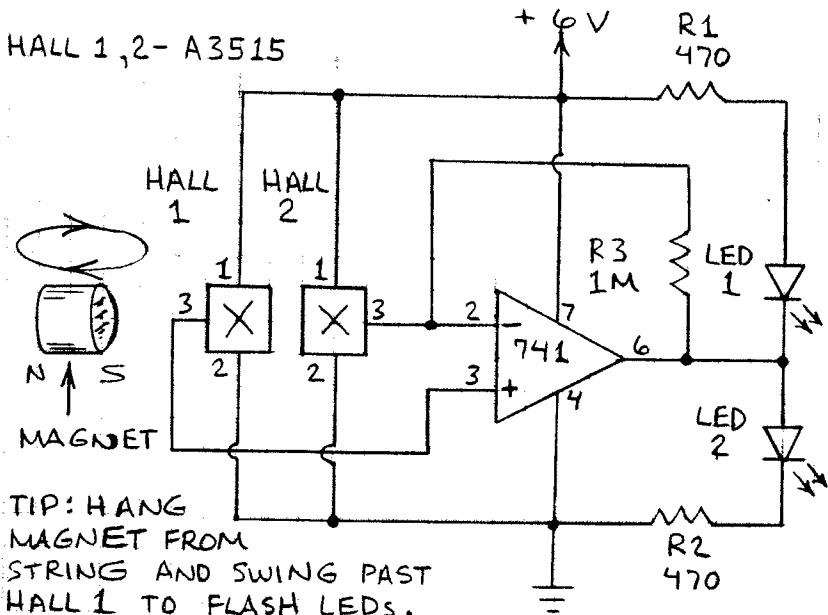 +6V
R1
470
HALL 1,2- A3515
HALL
1
HALL
2
1
1
3
3
2
2
N S
MAGNET
R3
1M
LED
1
2
-
7
741
6
3
+
4
LED
2
R2
470
TIP: HANG
MAGNET FROM
STRING AND SWING PAST
HALL 1 TO FLASH LEDs.